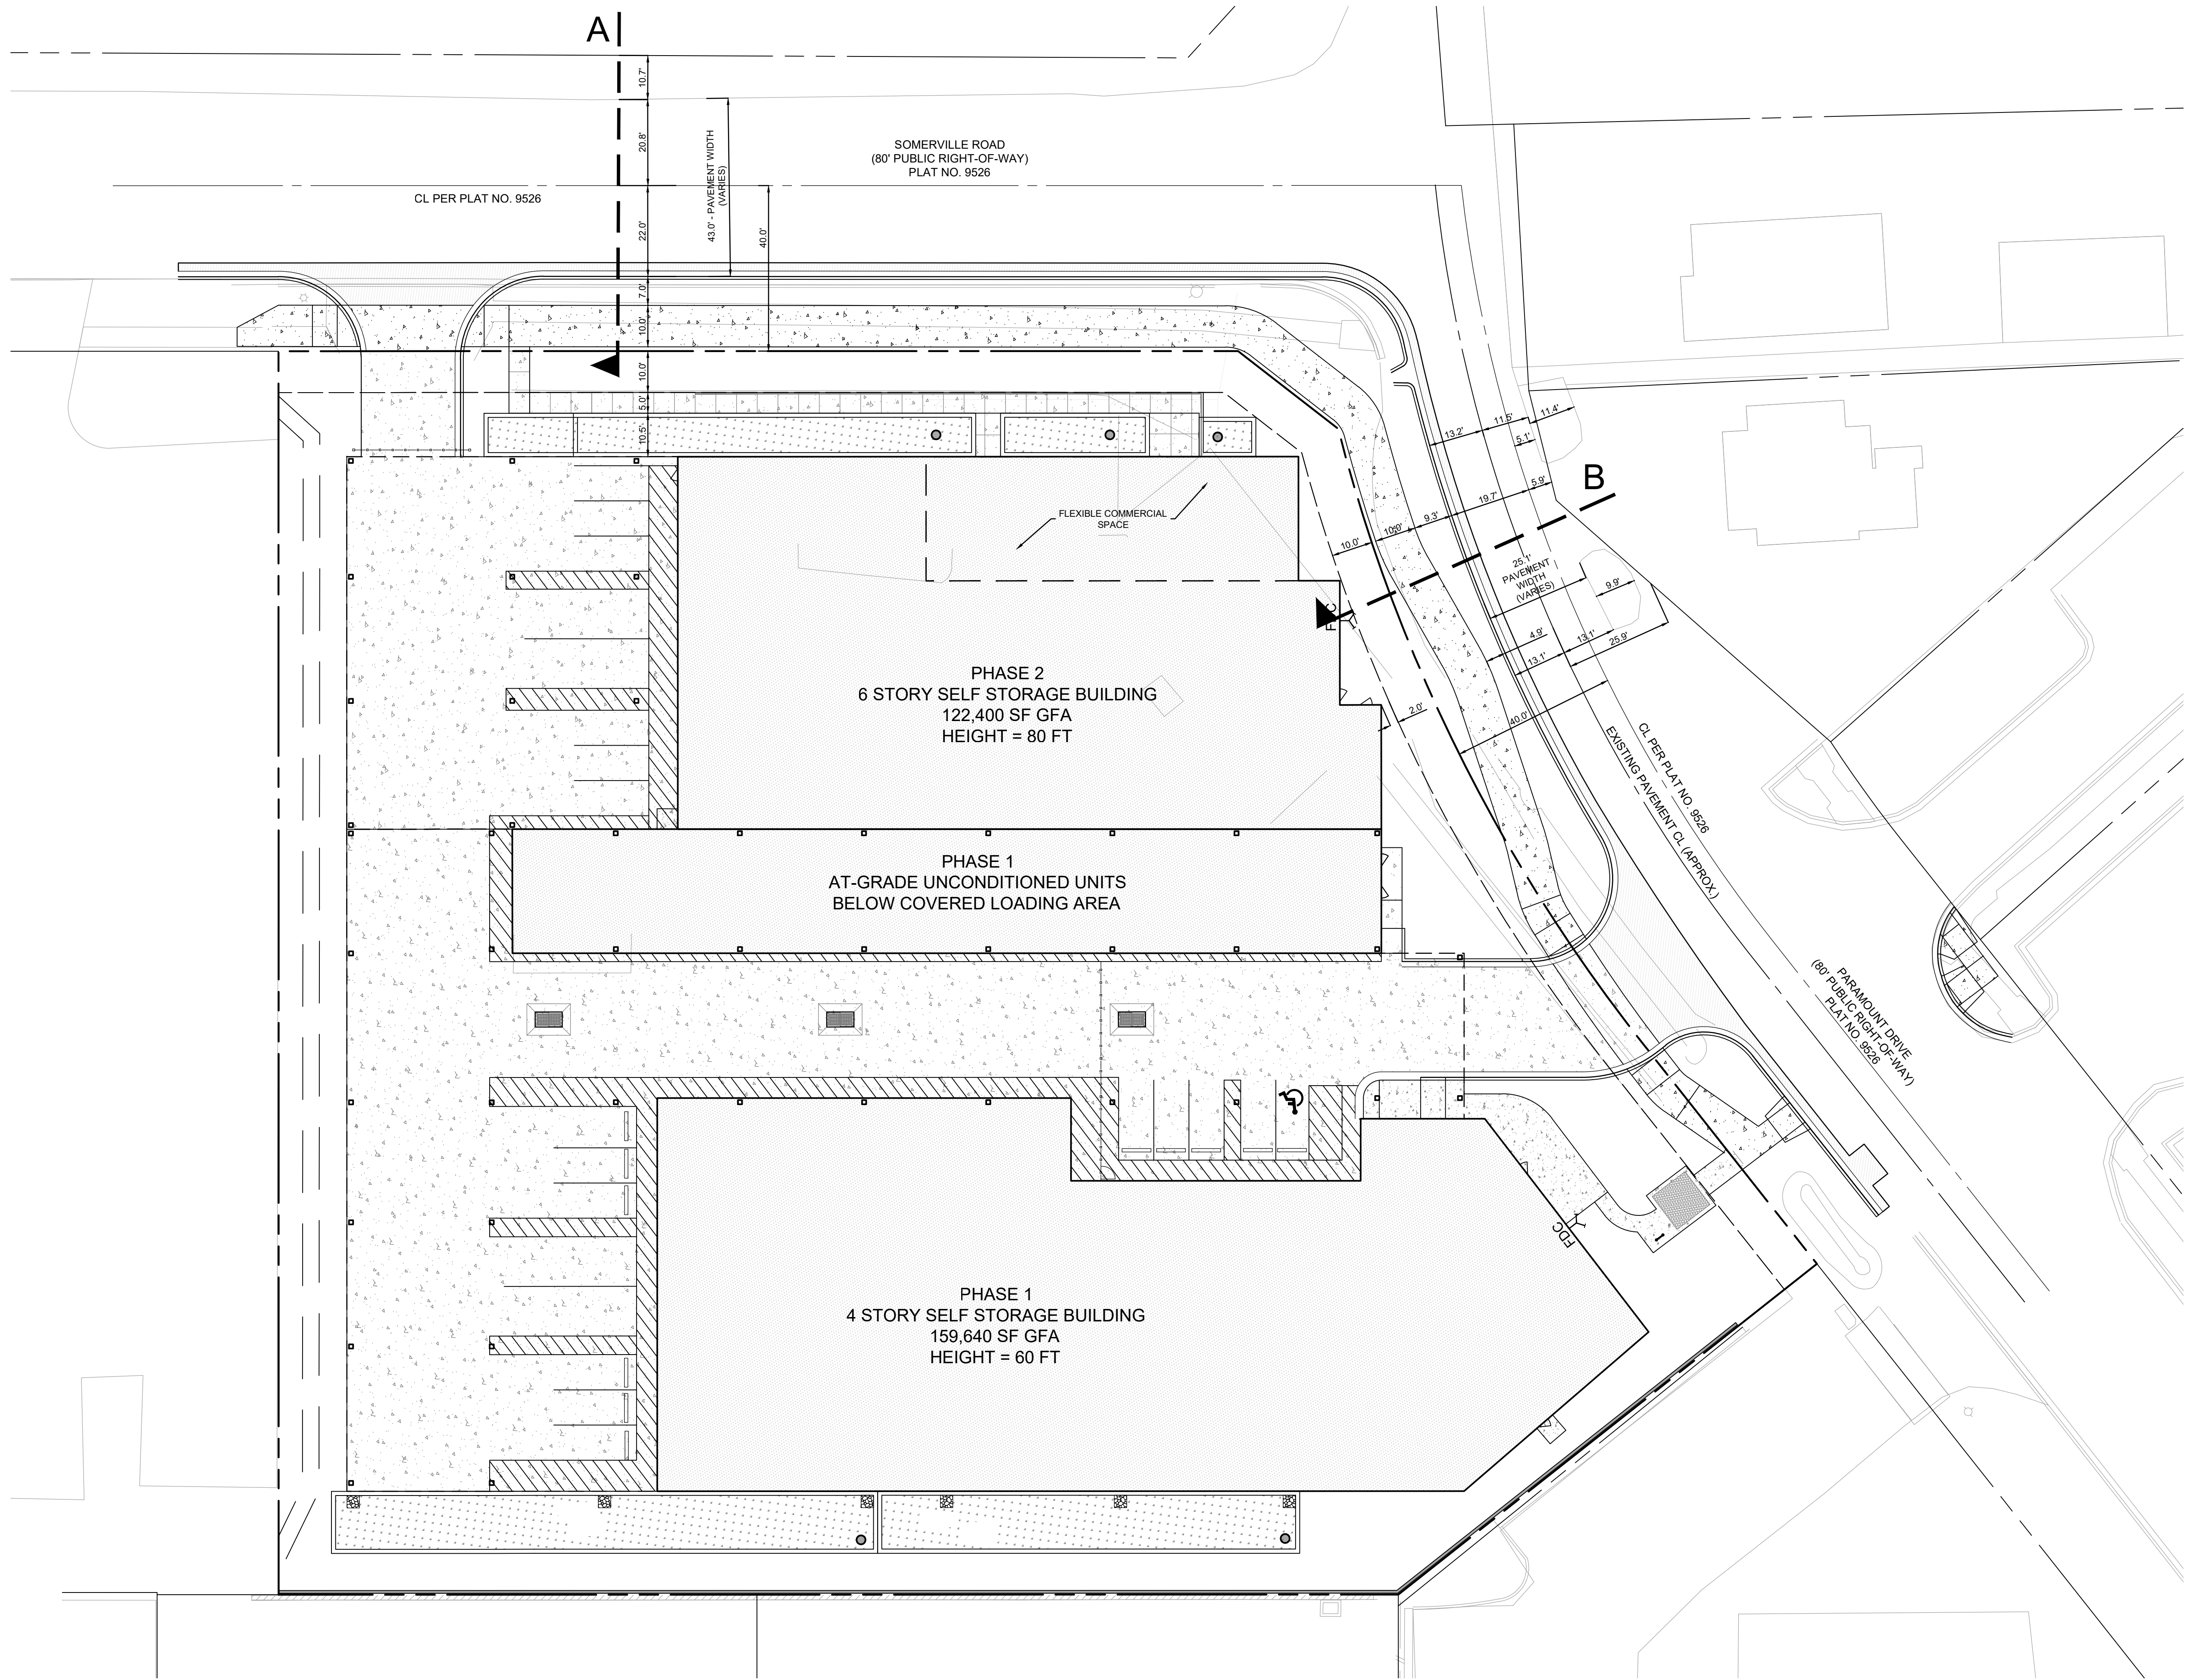 A
10.7'
20.8'
43.0' - PAVEMENT WIDTH
(VARIES)
SOMERVILLE ROAD
(80' PUBLIC RIGHT-OF-WAY)
PLAT NO. 9526
CL PER PLAT NO. 9526
22.0'
40.0'
7.0'
10.0'
10.0'
5.0'
10.5'
13.2'
11.5'
11.4'
5.1'
B
5.9'
19.7'
9.3'
10.0'
FLEXIBLE COMMERCIAL
SPACE
25.1'
PAVEMENT
WIDTH
(VARIES)
9.9'
4.9'
13.1'
13.1'
25.9'
40.0'
2.0'
PHASE 2
6 STORY SELF STORAGE BUILDING
122,400 SF GFA
HEIGHT = 80 FT
CL PER PLAT NO. 9526
EXISTING PAVEMENT CL (APPROX.)
PHASE 1
AT-GRADE UNCONDITIONED UNITS
BELOW COVERED LOADING AREA
PARAMOUNT DRIVE
(80' PUBLIC RIGHT-OF-WAY)
PLAT NO. 9526
FDC
PHASE 1
4 STORY SELF STORAGE BUILDING
159,640 SF GFA
HEIGHT = 60 FT